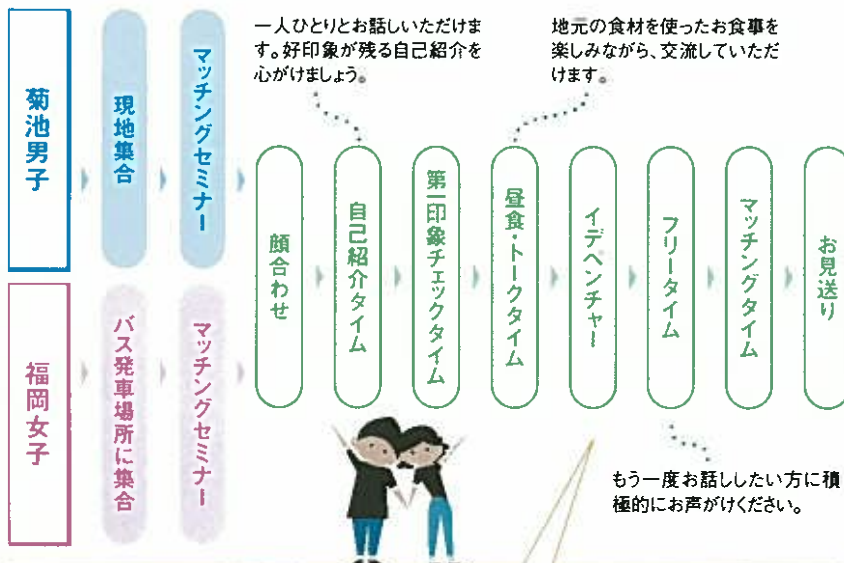 一人ひとりとお話しいただけま
す。好印象が残る自己紹介を
心がけましょう。
地元の食材を使ったお食事を
楽しみながら、交流していただ
けます。
菊池男子
現地集合
マッチングセミナー
福岡女子
バス発車場所に集合
マッチングセミナー
顔合わせ
自己紹介タイム
第一印象チェックタイム
昼食・トークタイム
イデベンチャー
フリータイム
マッチングタイム
お見送り
もう一度お話ししたい方に積
極的にお声がけください。